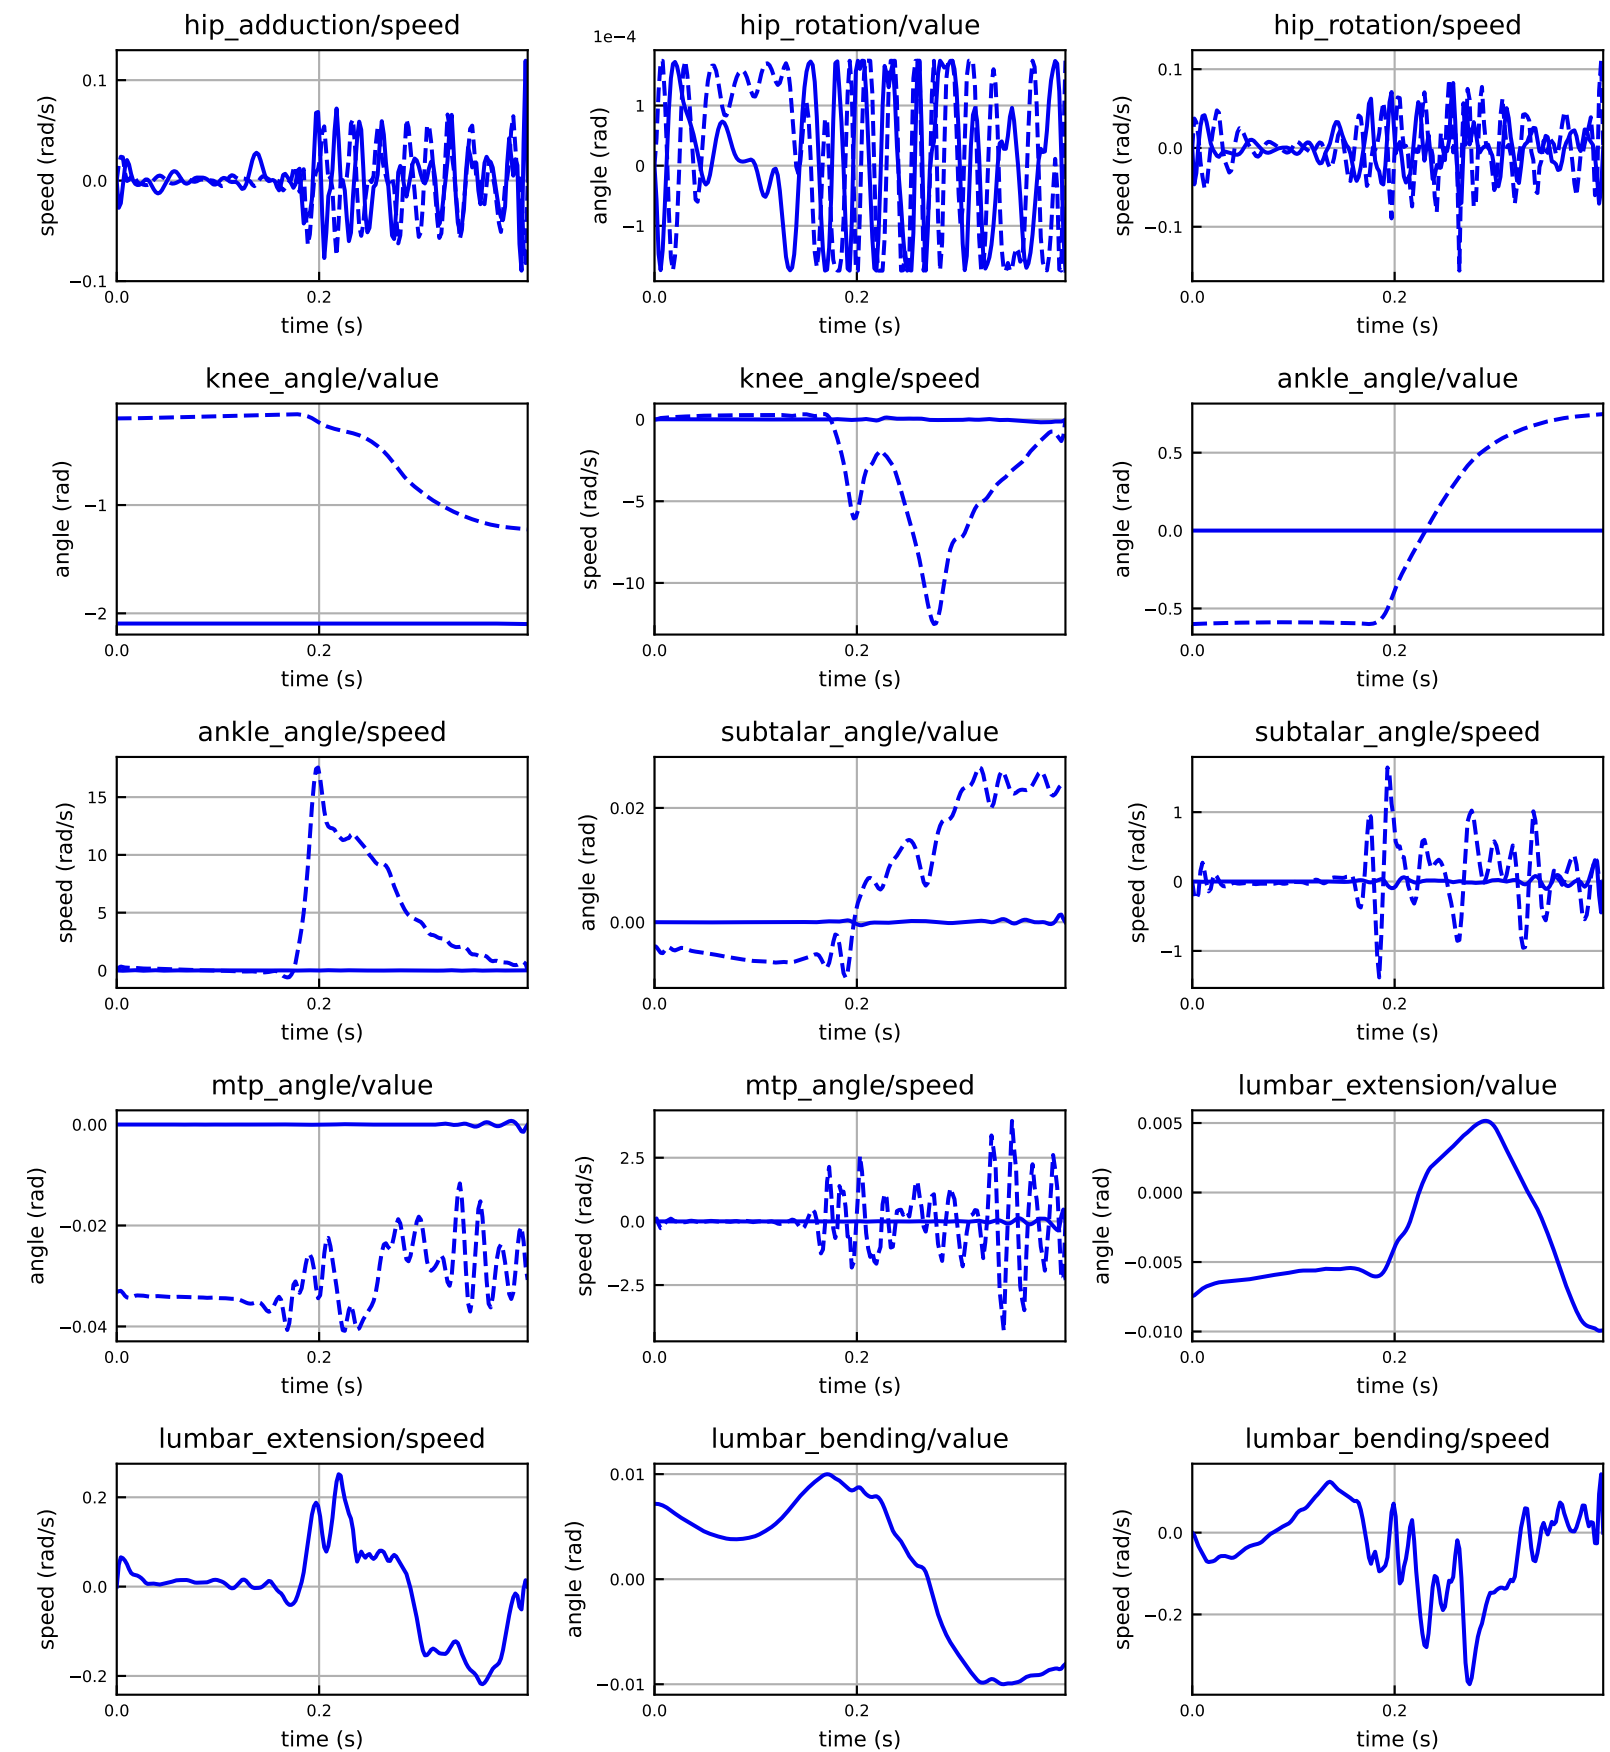 hip_adduction/speed
speed (rad/s)
0.1
0.0
−0.1
0.0
0.2
time (s)
hip_rotation/value
1e−4
angle (rad)
1
0
−1
0.0
0.2
time (s)
hip_rotation/speed
speed (rad/s)
0.1
0.0
−0.1
0.0
0.2
time (s)
knee_angle/value
angle (rad)
−1
−2
0.0
0.2
time (s)
knee_angle/speed
speed (rad/s)
0
−5
−10
0.0
0.2
time (s)
ankle_angle/value
angle (rad)
0.5
0.0
−0.5
0.0
0.2
time (s)
ankle_angle/speed
speed (rad/s)
15
10
5
0
0.0
0.2
time (s)
subtalar_angle/value
angle (rad)
0.02
0.00
0.0
0.2
time (s)
subtalar_angle/speed
speed (rad/s)
1
0
−1
0.0
0.2
time (s)
mtp_angle/value
angle (rad)
0.00
−0.02
−0.04
0.0
0.2
time (s)
mtp_angle/speed
speed (rad/s)
2.5
0.0
−2.5
0.0
0.2
time (s)
lumbar_extension/value
angle (rad)
0.005
0.000
−0.005
−0.010
0.0
0.2
time (s)
lumbar_extension/speed
speed (rad/s)
0.2
0.0
−0.2
0.0
0.2
time (s)
lumbar_bending/value
angle (rad)
0.01
0.00
−0.01
0.0
0.2
time (s)
lumbar_bending/speed
speed (rad/s)
0.0
−0.2
0.0
0.2
time (s)